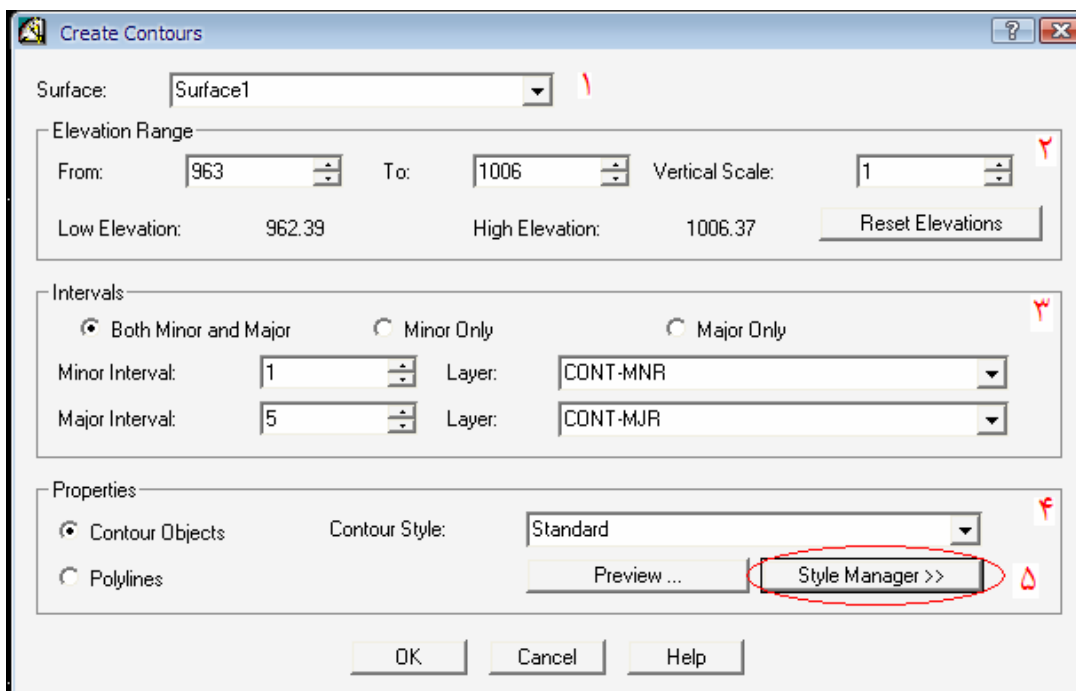 Create Contours
Surface: Surface1 ۱
Elevation Range ۲
From: 963 To: 1006 Vertical Scale: 1
Low Elevation: 962.39 High Elevation: 1006.37 Reset Elevations
Intervals ۳
Both Minor and Major Minor Only Major Only
Minor Interval: 1 Layer: CONT-MNR
Major Interval: 5 Layer: CONT-MJR
Properties ۴
Contour Objects Contour Style: Standard
Polylines Preview ... Style Manager >> ۵
OK Cancel Help